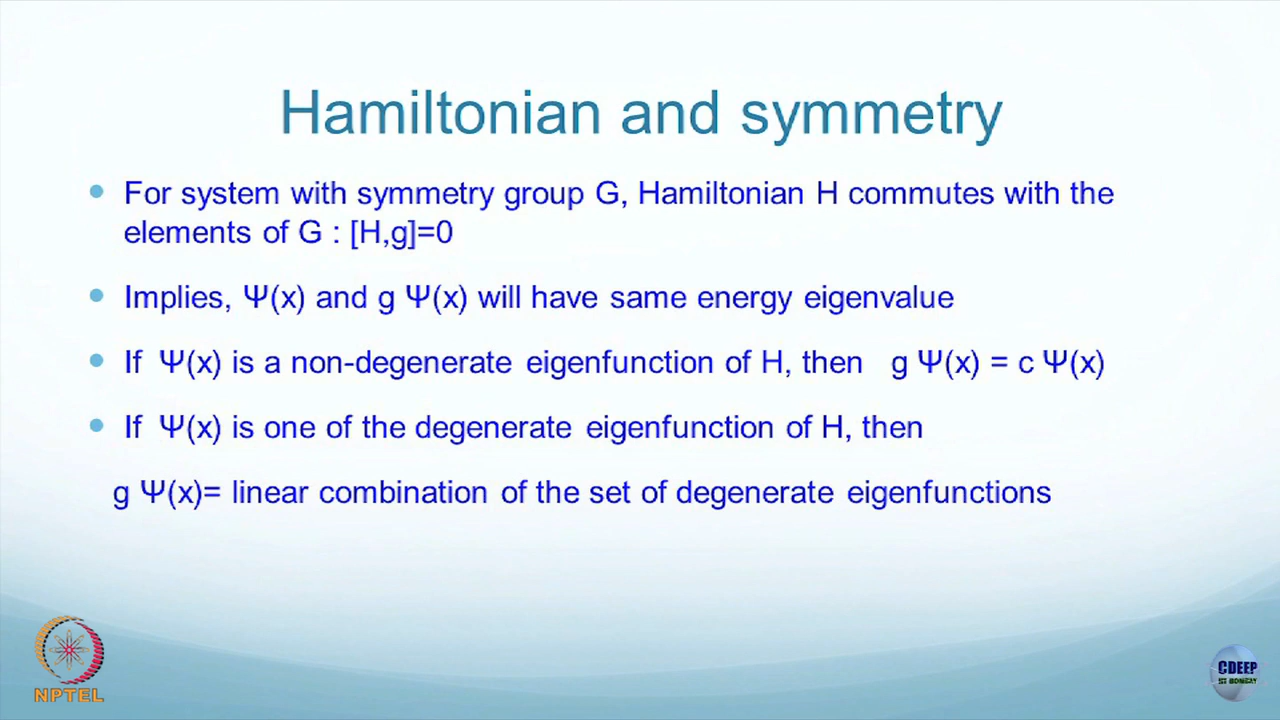 Hamiltonian and symmetry
For system with symmetry group G, Hamiltonian H commutes with the
elements of G : [H,g]=0
Implies, Ψ(x) and g Ψ(x) will have same energy eigenvalue
If Ψ(x) is a non-degenerate eigenfunction of H, then g Ψ(x) = c Ψ(x)
If Ψ(x) is one of the degenerate eigenfunction of H, then
g Ψ(x)= linear combination of the set of degenerate eigenfunctions
NPTEL
CDEEP
IIT BOMBAY